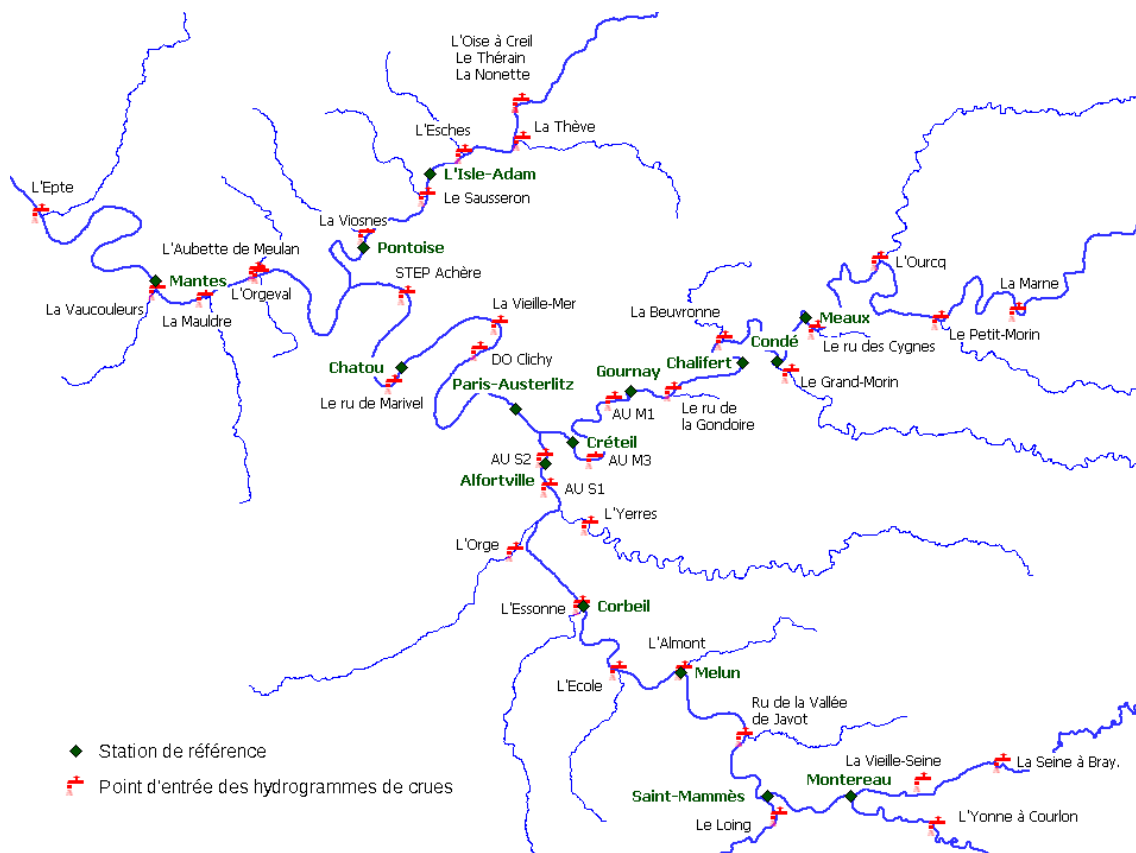 L'Oise à Creil
Le Thérain
La Nonette
L'Esches
La Thève
L'Isle-Adam
L'Epte
Le Sausseron
La Viosnes
L'Aubette de Meulan
Pontoise
L'Ourcq
Mantes
STEP Achère
La Marne
L'Orgeval
La Vaucouleurs
La Vieille-Mer
La Mauldre
La Beuvronne
Meaux
Le Petit-Morin
Le ru des Cygnes
DO Clichy
Condé
Chatou
Gournay
Chalifert
Paris-Austerlitz
Le Grand-Morin
Le ru de Marivel
AU M1
Le ru de
la Gondoire
Créteil
AU S2
AU M3
Alfortville
AU S1
L'Yerres
L'Orge
L'Essonne
Corbeil
L'Almont
Melun
L'Ecole
Ru de la Vallée
de Javot
Station de référence
La Vieille-Seine
La Seine à Bray.
Montereau
Point d'entrée des hydrogrammes de crues
Saint-Mammès
Le Loing
L'Yonne à Courlon